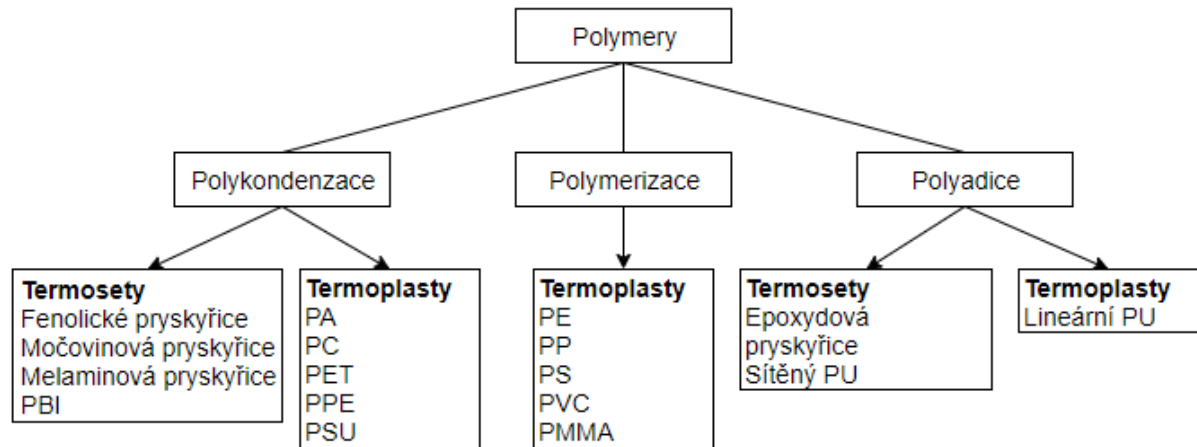 Polymery
Polykondenzace
Polymerizace
Polyadice
Termosety
Fenolické pryskyřice
Močovinová pryskyřice
Melaminová pryskyřice
PBI
Termoplasty
PA
PC
PET
PPE
PSU
Termoplasty
PE
PP
PS
PVC
PMMA
Termosety
Epoxydová
pryskyřice
Sítěný PU
Termoplasty
Lineární PU